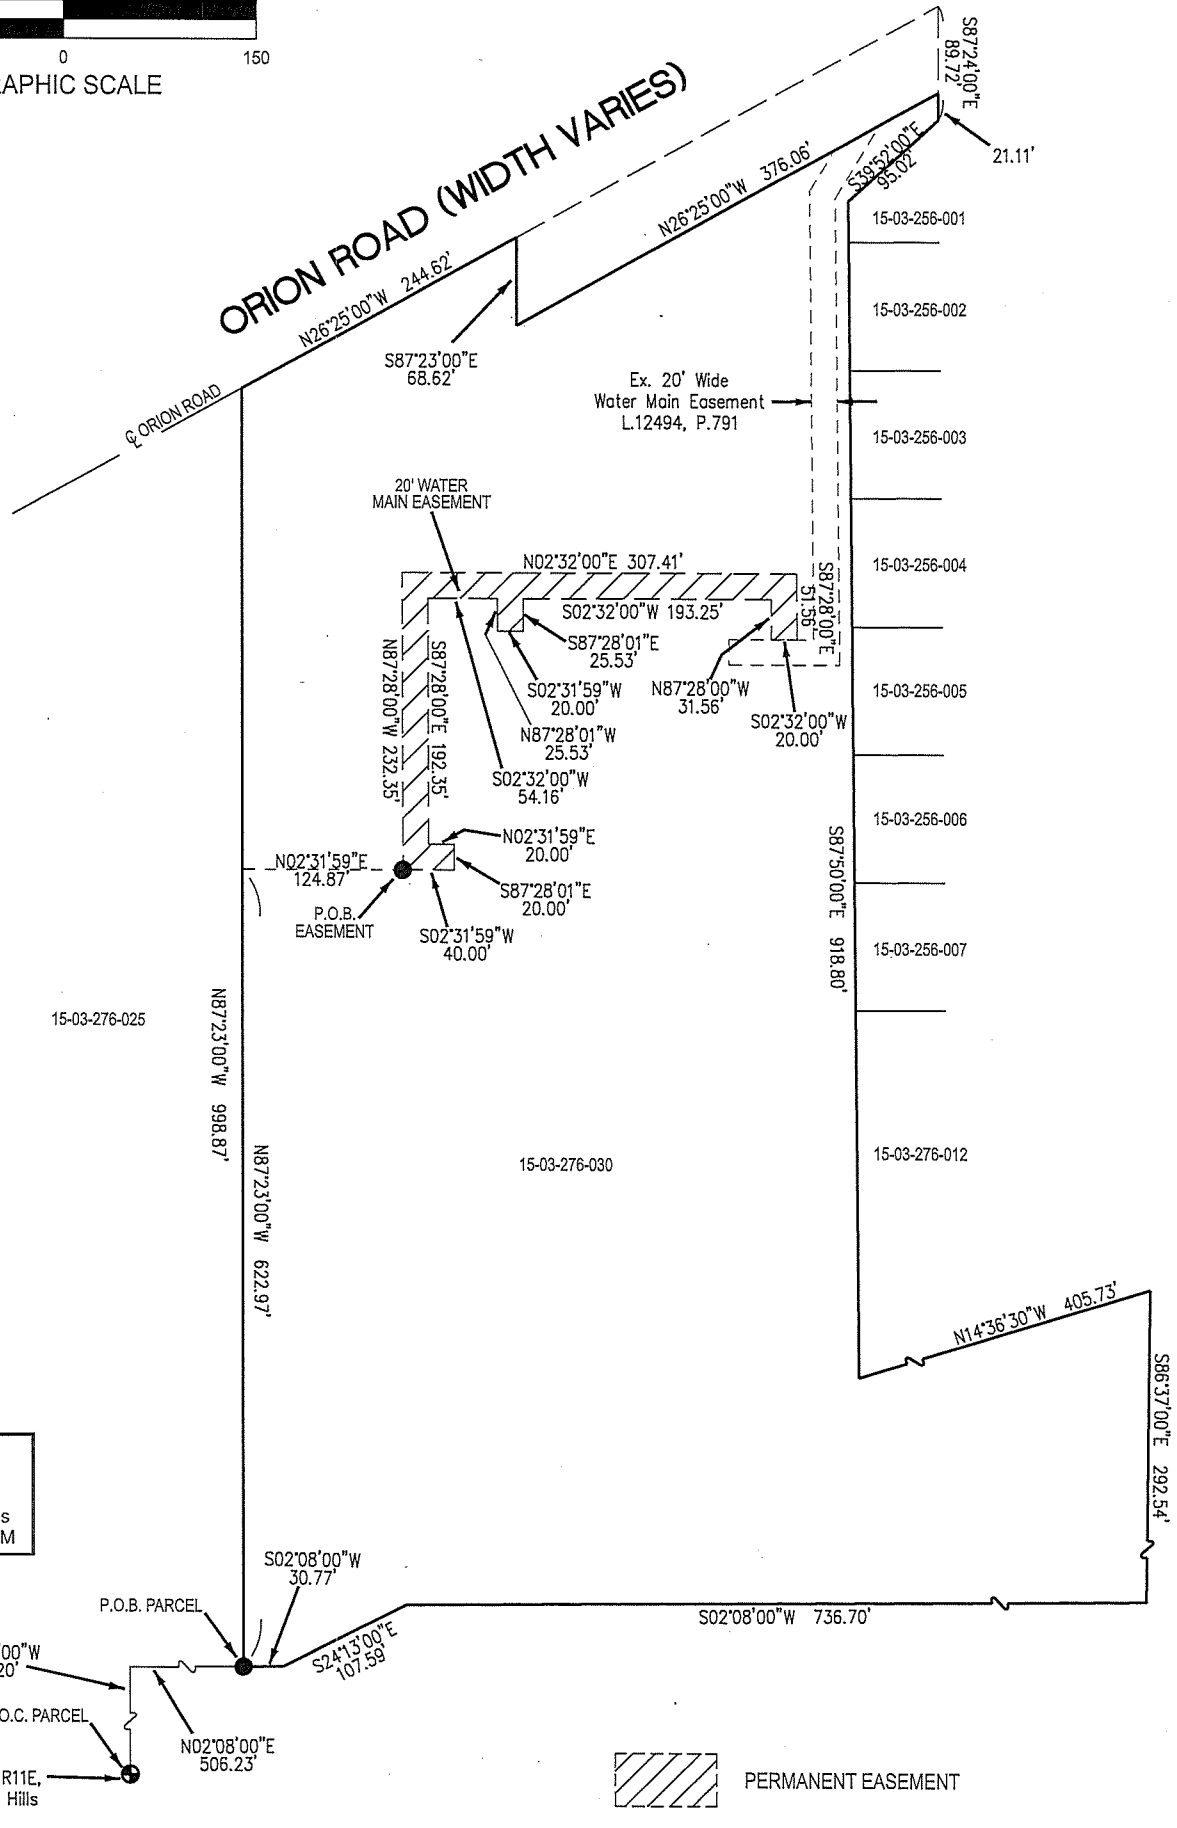 0
150
GRAPHIC SCALE
S87°24'00"E
89.72'
21.11'
ORION ROAD (WIDTH VARIES)
N26°25'00"W 376.06'
S39°52'00"E
95.02'
15-03-256-001
N26°25'00"W 244.62'
15-03-256-002
S87°23'00"E
68.62'
Ex. 20' Wide
Water Main Easement
L.12494, P.791
℄ ORION ROAD
15-03-256-003
20' WATER
MAIN EASEMENT
N02°32'00"E 307.41'
15-03-256-004
S87°28'00"E
51.56'
S02°32'00"W 193.25'
S87°28'01"E
25.53'
N87°28'00"W 232.35'
S87°28'00"E 192.35'
S02°31'59"W
20.00'
N87°28'00"W
31.56'
15-03-256-005
S02°32'00"W
20.00'
N87°28'01"W
25.53'
S02°32'00"W
54.16'
15-03-256-006
N02°31'59"E
20.00'
N02°31'59"E
124.87'
S87°28'01"E
20.00'
P.O.B.
EASEMENT
S02°31'59"W
40.00'
S87°50'00"E 918.80'
15-03-256-007
15-03-276-025
N87°23'00"W 998.87'
N87°23'00"W 622.97'
15-03-276-030
15-03-276-012
N14°36'30"W 405.73'
S86°37'00"E 292.54'
s
M
S02°08'00"W
30.77'
P.O.B. PARCEL
S24°13'00"E
107.59'
S02°08'00"W 736.70'
00"W
20'
O.C. PARCEL
N02°08'00"E
506.23'
R11E,
Hills
PERMANENT EASEMENT